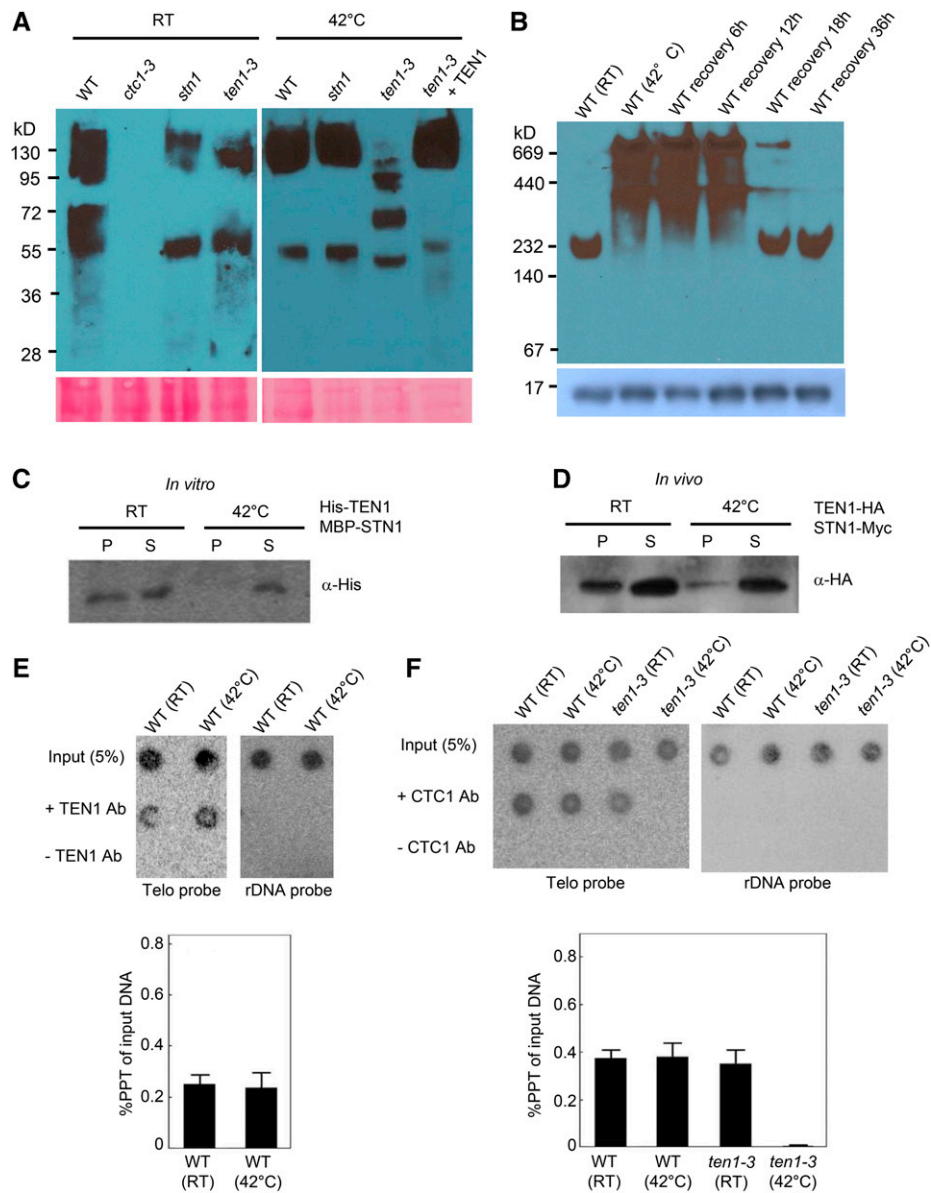 A
RT
42°C
WT
ctc1-3
stn1
ten1-3
WT
stn1
ten1-3
ten1-3
+ TEN1
kD
130
95
72
55
36
28
B
WT (RT)
WT (42° C)
WT recovery 6h
WT recovery 12h
WT recovery 18h
WT recovery 36h
kD
669
440
232
140
67
17
C
In vitro
RT
42°C
His-TEN1
MBP-STN1
P
S
P
S
α-His
D
In vivo
RT
42°C
TEN1-HA
STN1-Myc
P
S
P
S
α-HA
E
WT (RT)
WT (42°C)
WT (RT)
WT (42°C)
Input (5%)
+ TEN1 Ab
- TEN1 Ab
Telo probe
rDNA probe
%PPT of input DNA
0.8
0.6
0.4
0.2
0
WT
(RT)
WT
(42°C)
F
WT (RT)
WT (42°C)
ten1-3 (RT)
ten1-3 (42°C)
WT (RT)
WT (42°C)
ten1-3 (RT)
ten1-3 (42°C)
Input (5%)
+ CTC1 Ab
- CTC1 Ab
Telo probe
rDNA probe
%PPT of input DNA
0.8
0.6
0.4
0.2
0
WT
(RT)
WT
(42°C)
ten1-3
(RT)
ten1-3
(42°C)